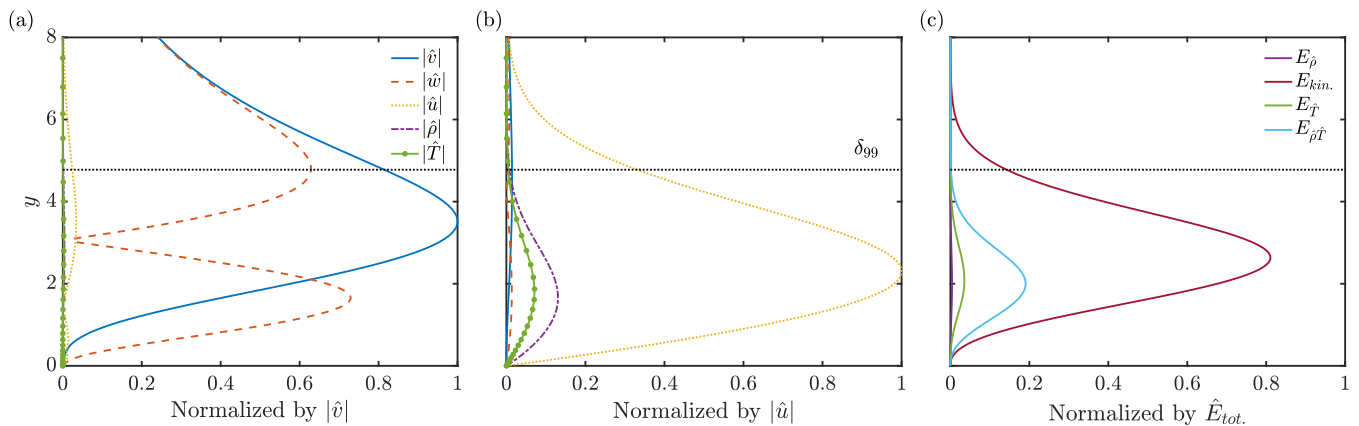 (a)
8
6
4
2
0
y
0
0.2
0.4
0.6
0.8
1
Normalized by |v̂|
|v̂|
|ŵ|
|û|
|ρ̂|
|T̂|
(b)
δ₉₉
0
0.2
0.4
0.6
0.8
1
Normalized by |û|
(c)
E_ρ̂
E_kin.
E_T̂
E_ρ̂T̂
0
0.2
0.4
0.6
0.8
1
Normalized by Ê_tot.